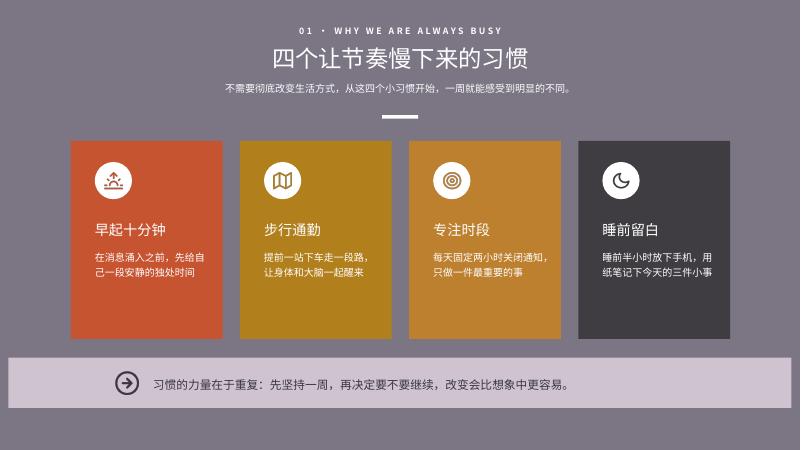 01 · WHY WE ARE ALWAYS BUSY
四个让节奏慢下来的习惯
不需要彻底改变生活方式，从这四个小习惯开始，一周就能感受到明显的不同。
早起十分钟
在消息涌入之前，先给自
己一段安静的独处时间
步行通勤
提前一站下车走一段路，
让身体和大脑一起醒来
专注时段
每天固定两小时关闭通知，
只做一件最重要的事
睡前留白
睡前半小时放下手机，用
纸笔记下今天的三件小事
习惯的力量在于重复：先坚持一周，再决定要不要继续，改变会比想象中更容易。